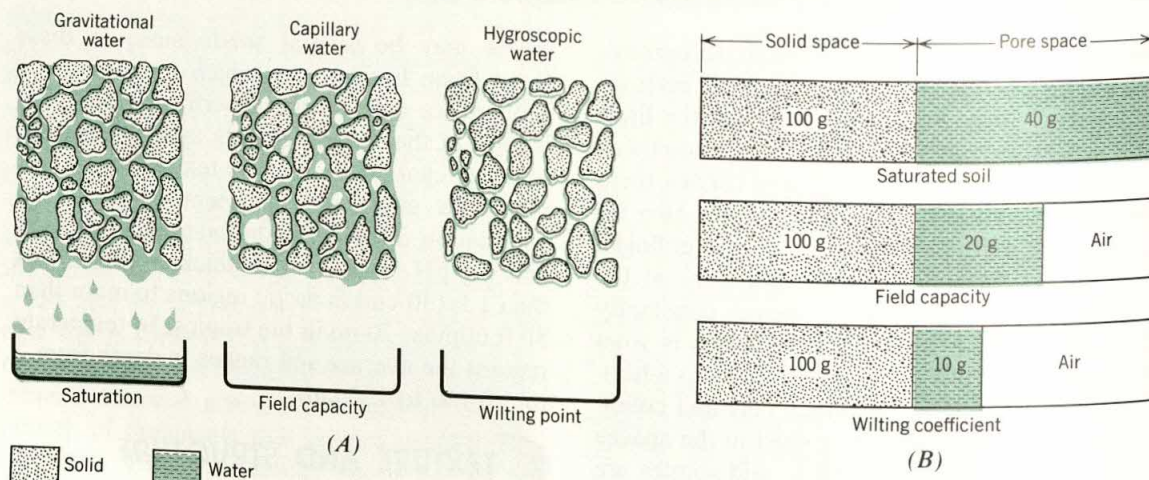 Gravitational
water
Capillary
water
Hygroscopic
water
Saturation
Field capacity
Wilting point
(A)
Solid
Water
Solid space
Pore space
100 g
40 g
Saturated soil
100 g
20 g
Air
Field capacity
100 g
10 g
Air
Wilting coefficient
(B)